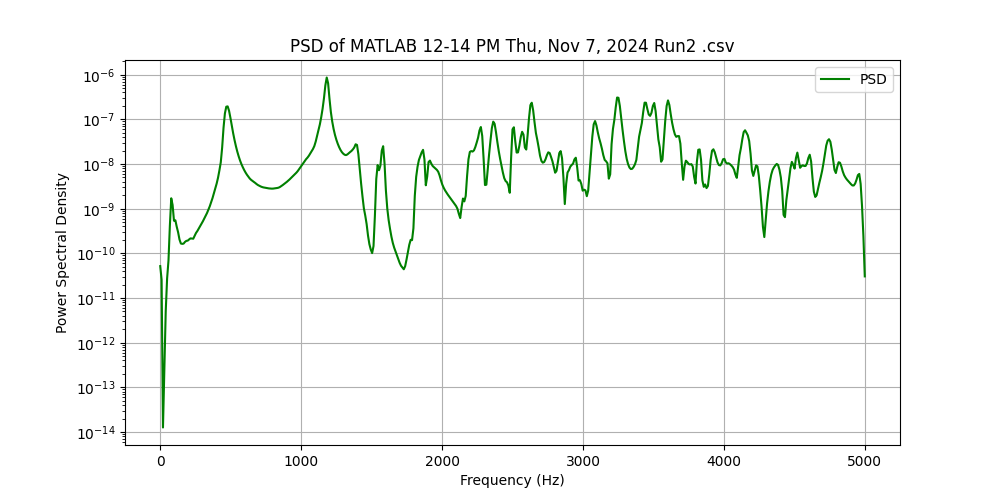 PSD of MATLAB 12-14 PM Thu, Nov 7, 2024 Run2 .csv
PSD
Power Spectral Density
10⁻⁶
10⁻⁷
10⁻⁸
10⁻⁹
10⁻¹⁰
10⁻¹¹
10⁻¹²
10⁻¹³
10⁻¹⁴
0 1000 2000 3000 4000 5000
Frequency (Hz)